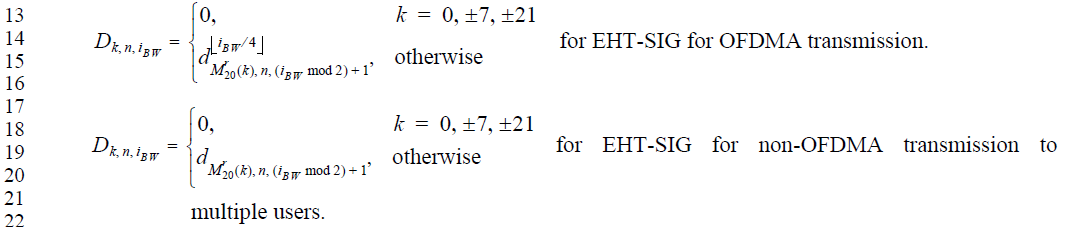 13
14 D_{k, n, i_{BW}} = { 0, k = 0, ±7, ±21
15 d^{⌊i_{BW}/4⌋}_{M^r_{20}(k), n, (i_{BW} mod 2) + 1}, otherwise for EHT-SIG for OFDMA transmission.
16
17
18 D_{k, n, i_{BW}} = { 0, k = 0, ±7, ±21
19 d_{M^r_{20}(k), n, (i_{BW} mod 2) + 1}, otherwise for EHT-SIG for non-OFDMA transmission to
20
21
22 multiple users.